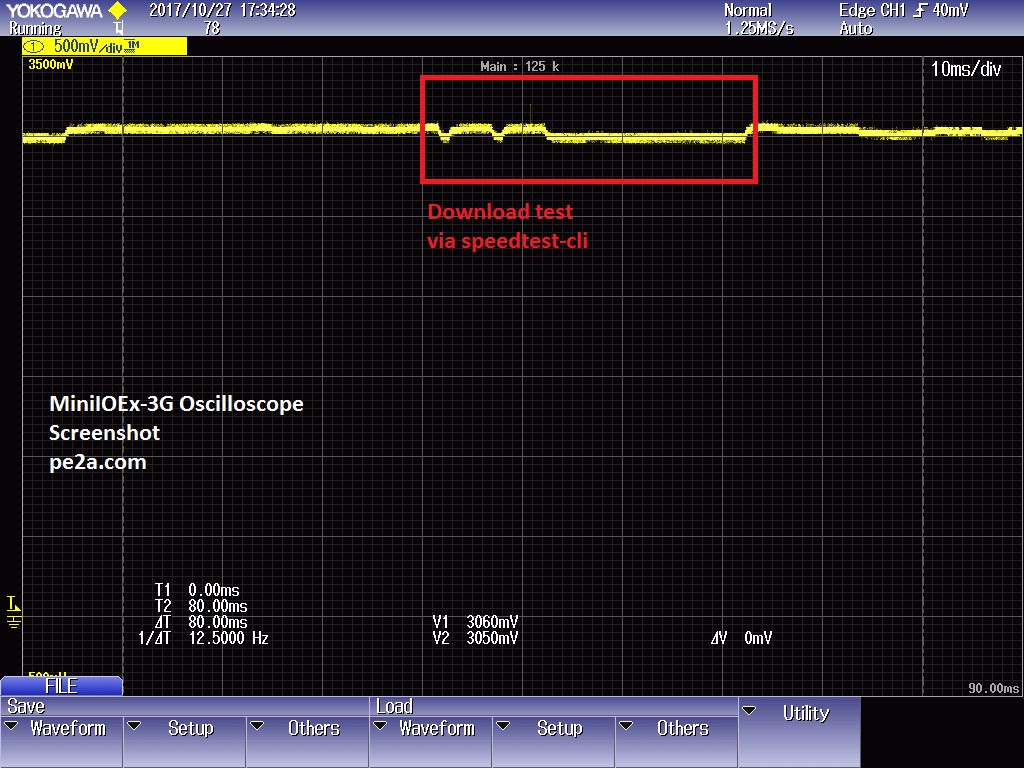 YOKOGAWA 2017/10/27 17:34:28 Normal Edge CH1 40mV
Running 78 1.25MS/s Auto
1 500mV/div 1M
3500mV
Main : 125 k
10ms/div
Download test
via speedtest-cli
MiniIOEx-3G Oscilloscope
Screenshot
pe2a.com
T1 0.00ms
T2 80.00ms
ΔT 80.00ms
1/ΔT 12.5000 Hz
V1 3060mV
V2 3050mV
ΔV 0mV
T
FILE
90.00ms
Save Load
Waveform Setup Others Waveform Setup Others Utility